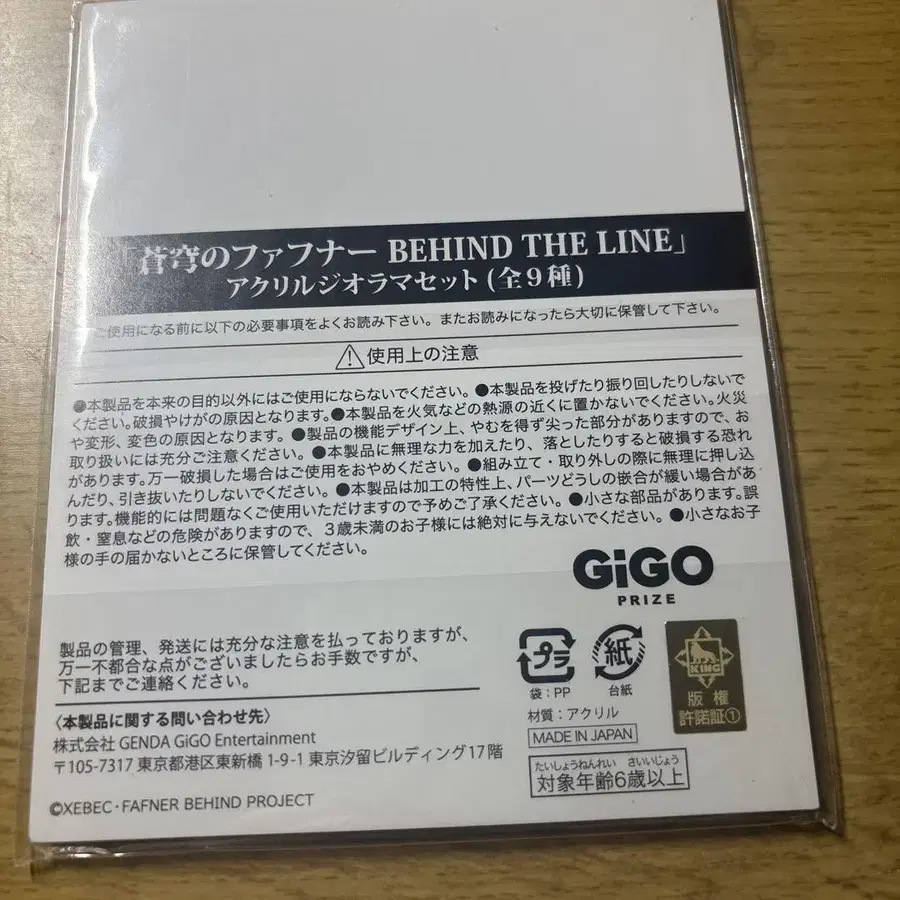 「蒼穹のファフナー BEHIND THE LINE」
アクリルジオラマセット (全9種)
ご使用になる前に以下の必要事項をよくお読み下さい。またお読みになったら大切に保管して下さい。
使用上の注意
●本製品を本来の目的以外にはご使用にならないでください。●本製品を投げたり振り回したりしないで
ください。破損やけがの原因となります。●本製品を火気などの熱源の近くに置かないでください。火災
や変形、変色の原因となります。●製品の機能デザイン上、やむを得ず尖った部分がありますので、お
取り扱いには充分ご注意ください。●本製品に無理な力を加えたり、落としたりすると破損する恐れ
があります。万一破損した場合はご使用をおやめください。●組み立て・取り外しの際に無理に押し込
んだり、引き抜いたりしないでください。●本製品は加工の特性上、パーツどうしの嵌合が緩い場合があ
ります。機能的には問題なくご使用いただけますので予めご了承ください。●小さな部品があります。誤
飲・窒息などの危険がありますので、3歳未満のお子様には絶対に与えないでください。●小さなお子
様の手の届かないところに保管してください。
GiGO
PRIZE
製品の管理、発送には充分な注意を払っておりますが、
万一不都合な点がございましたらお手数ですが、
下記までご連絡ください。
〈本製品に関する問い合わせ先〉
株式会社 GENDA GiGO Entertainment
〒105-7317 東京都港区東新橋 1-9-1 東京汐留ビルディング17階
©XEBEC・FAFNER BEHIND PROJECT
プラ
袋：PP
紙
台紙
材質：アクリル
MADE IN JAPAN
たいしょうねんれい さいいじょう
対象年齢6歳以上
KING
版権
許諾証①